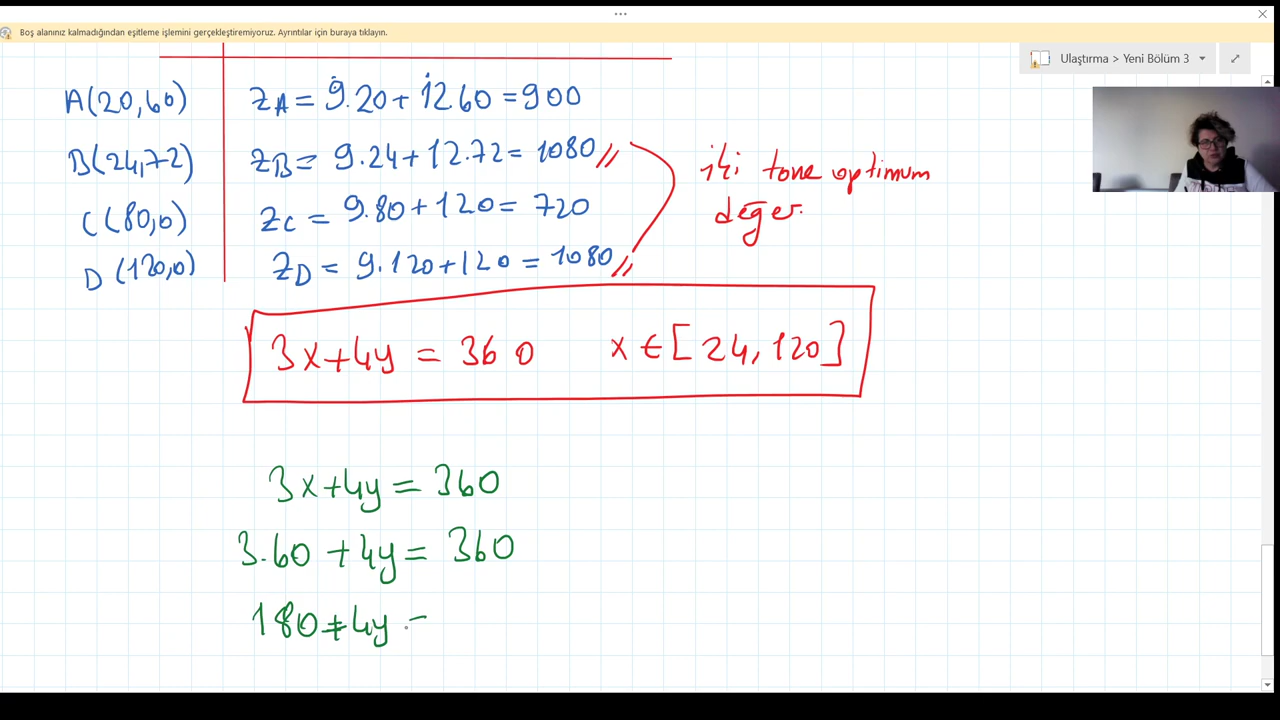 Boş alanınız kalmadığından eşitleme işlemini gerçekleştiremiyoruz. Ayrıntılar için buraya tıklayın.
Ulaştırma > Yeni Bölüm 3
A(20,60) ZA = 9.20+12.60=900
B(24,72) ZB = 9.24+12.72=1080//
iki tane optimum
değer.
C(80,0) ZC = 9.80+120=720
D(120,0) ZD = 9.120+120=1080//
3x+4y = 360 x ∈ [24,120]
3x+4y=360
3.60+4y=360
180+4y =